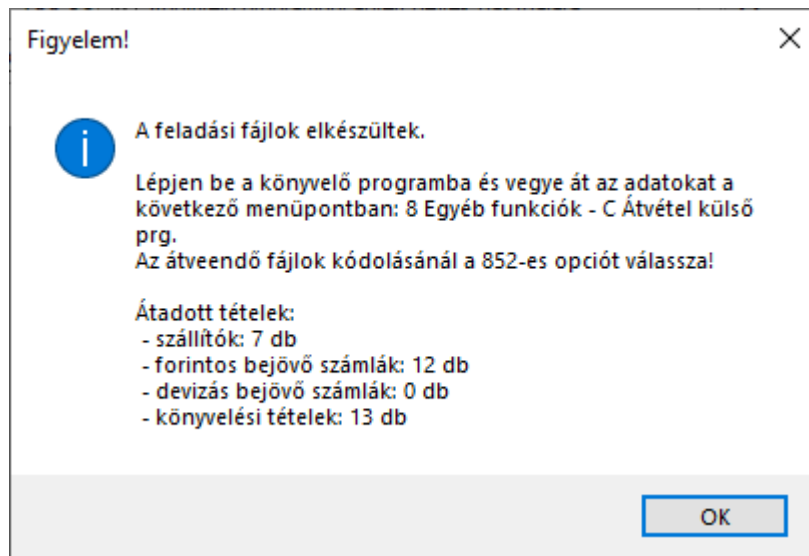 Figyelem!
A feladási fájlok elkészültek.
Lépjen be a könyvelő programba és vegye át az adatokat a
következő menüpontban: 8 Egyéb funkciók - C Átvétel külső
prg.
Az átveendő fájlok kódolásánál a 852-es opciót válassza!
Átadott tételek:
- szállítók: 7 db
- forintos bejövő számlák: 12 db
- devizás bejövő számlák: 0 db
- könyvelési tételek: 13 db
OK